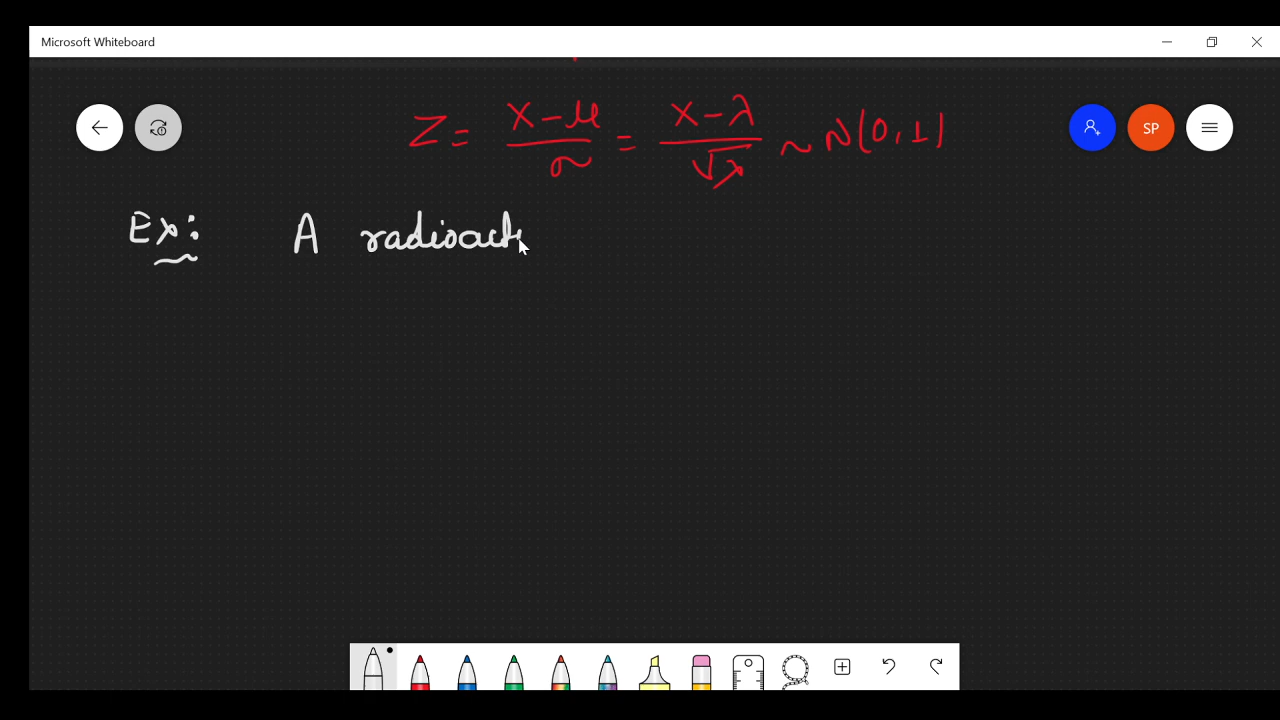 Microsoft Whiteboard
Z = X-μ/σ = X-λ/√λ ~ N(0,1)
SP
Ex: A radioact